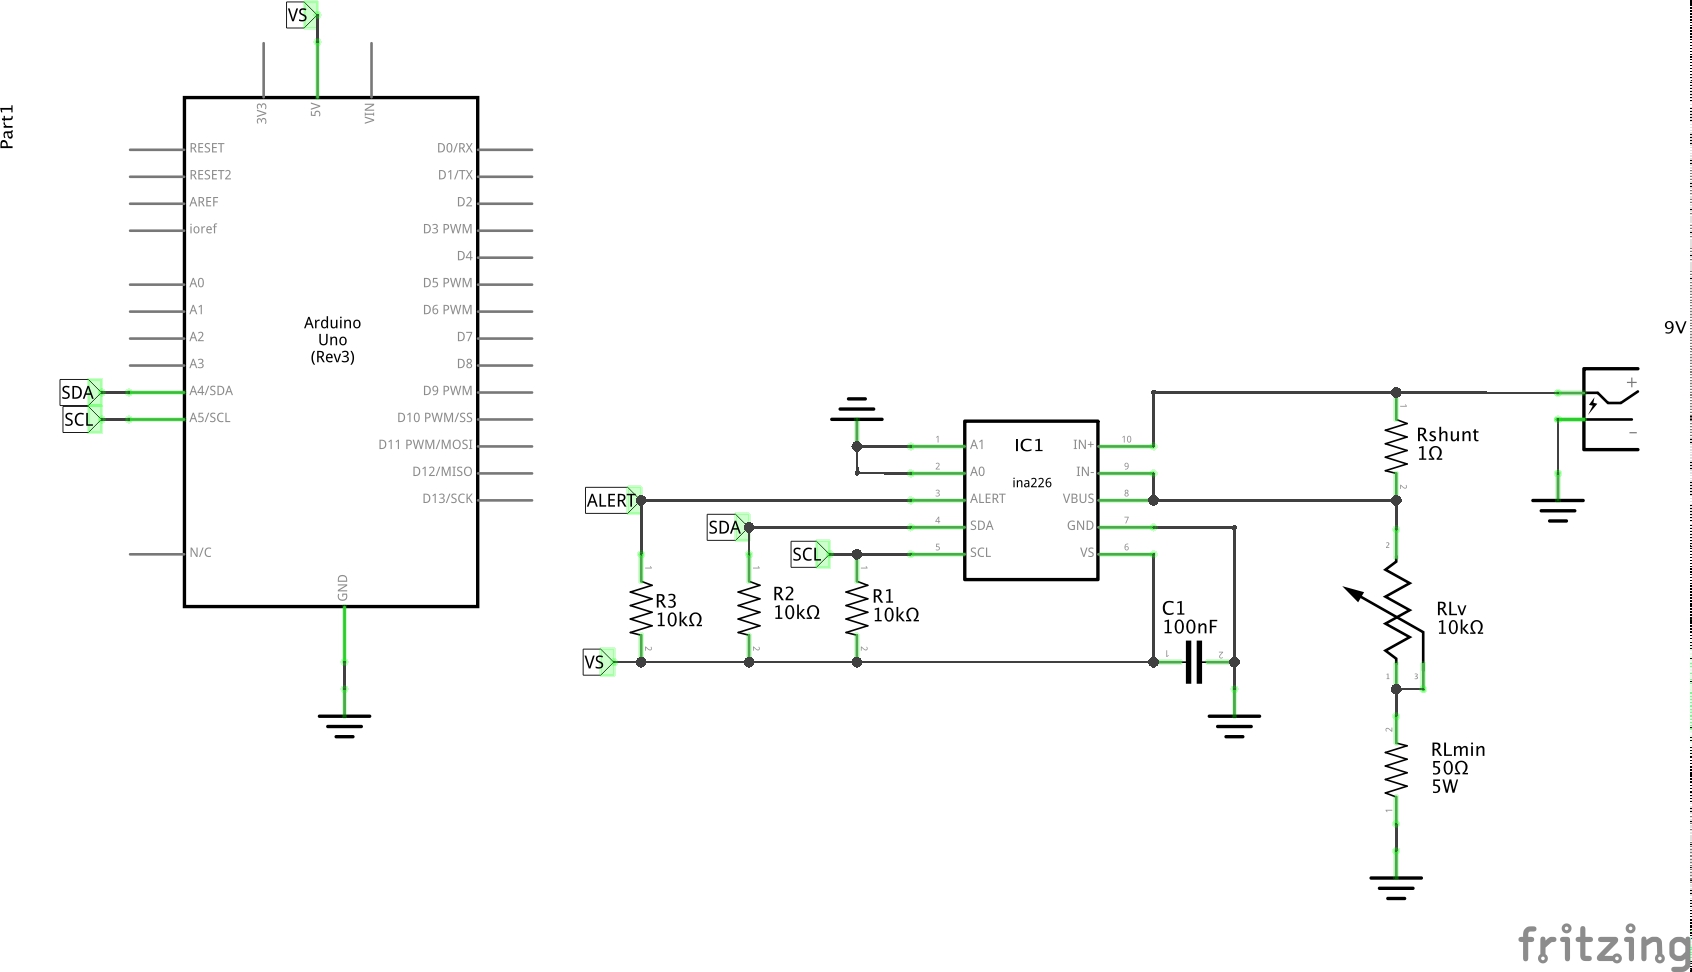 VS
Part1
3V3
5V
VIN
RESET
RESET2
AREF
ioref
A0
A1
A2
A3
A4/SDA
A5/SCL
N/C
GND
D0/RX
D1/TX
D2
D3 PWM
D4
D5 PWM
D6 PWM
D7
D8
D9 PWM
D10 PWM/SS
D11 PWM/MOSI
D12/MISO
D13/SCK
Arduino
Uno
(Rev3)
SDA
SCL
ALERT
SDA
SCL
VS
1
2
3
4
5
A1
A0
ALERT
SDA
SCL
IC1
ina226
IN+
IN-
VBUS
GND
VS
10
9
8
7
6
1
R3
10kΩ
2
1
R2
10kΩ
2
1
R1
10kΩ
2
C1
100nF
1
2
1
Rshunt
1Ω
2
9V
+
−
2
RLv
10kΩ
1
3
2
RLmin
50Ω
5W
1
fritzing